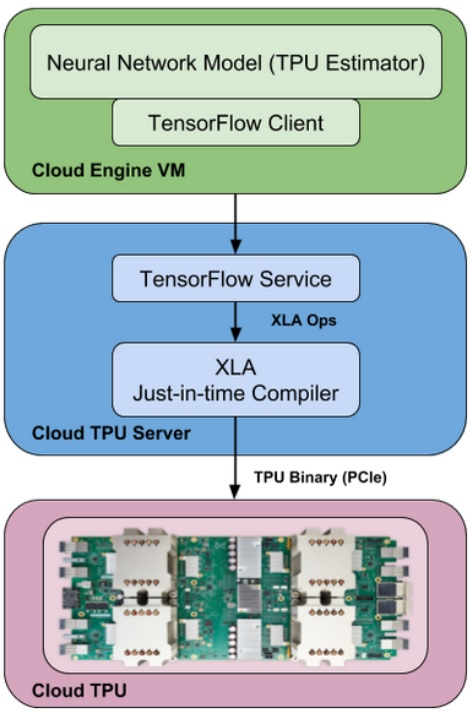 Neural Network Model (TPU Estimator)
TensorFlow Client
Cloud Engine VM
TensorFlow Service
XLA Ops
XLA
Just-in-time Compiler
Cloud TPU Server
TPU Binary (PCIe)
Cloud TPU